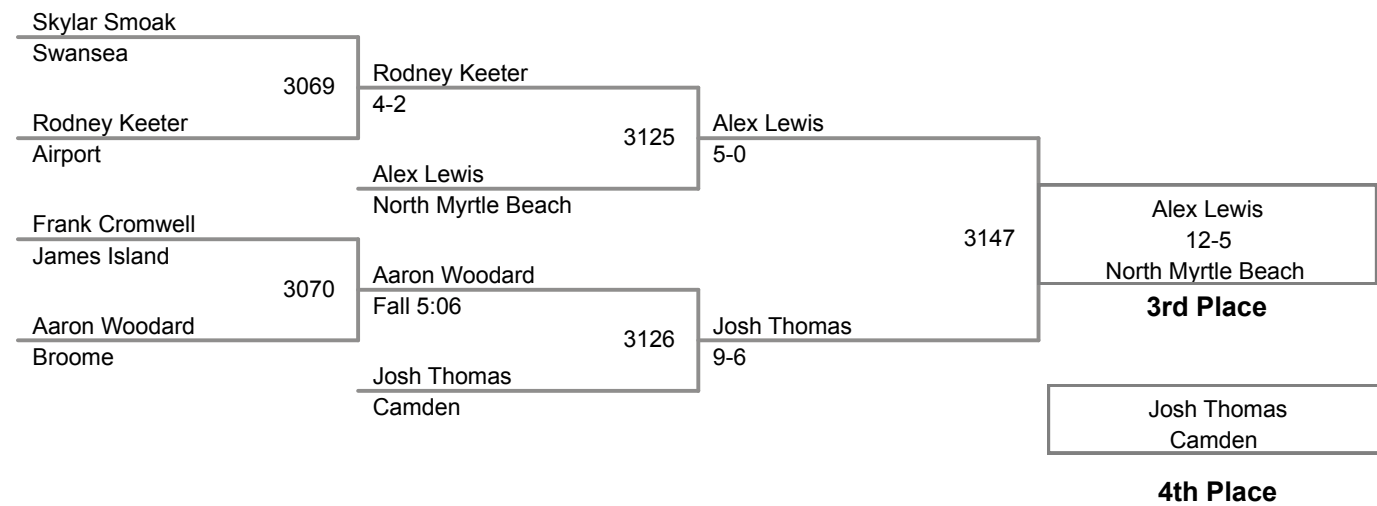 Skylar Smoak
Swansea
3069
Rodney Keeter
Airport
Frank Cromwell
James Island
3070
Aaron Woodard
Broome
Rodney Keeter
4-2
3125
Alex Lewis
North Myrtle Beach
Aaron Woodard
Fall 5:06
3126
Josh Thomas
Camden
Alex Lewis
5-0
3147
Josh Thomas
9-6
Alex Lewis
12-5
North Myrtle Beach
3rd Place
Josh Thomas
Camden
4th Place